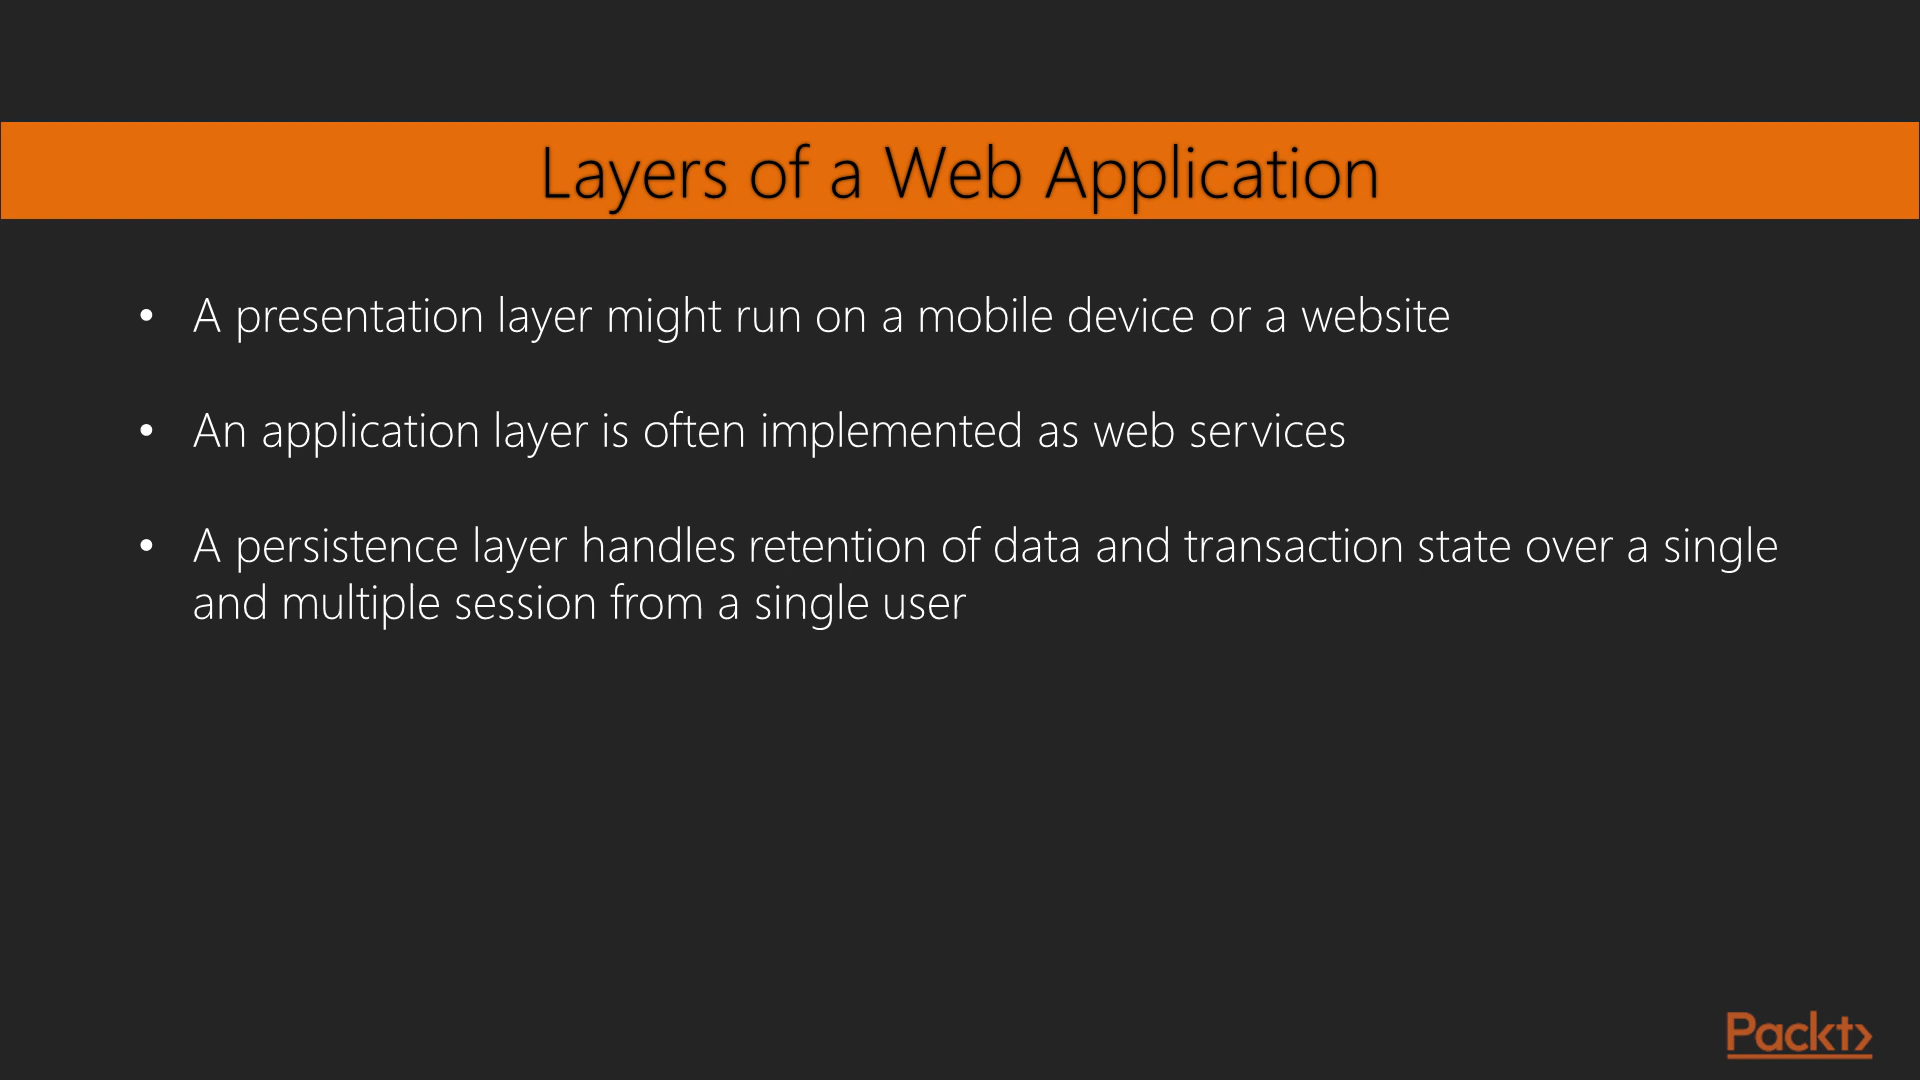 Layers of a Web Application
• A presentation layer might run on a mobile device or a website
• An application layer is often implemented as web services
• A persistence layer handles retention of data and transaction state over a single
and multiple session from a single user
Packt>